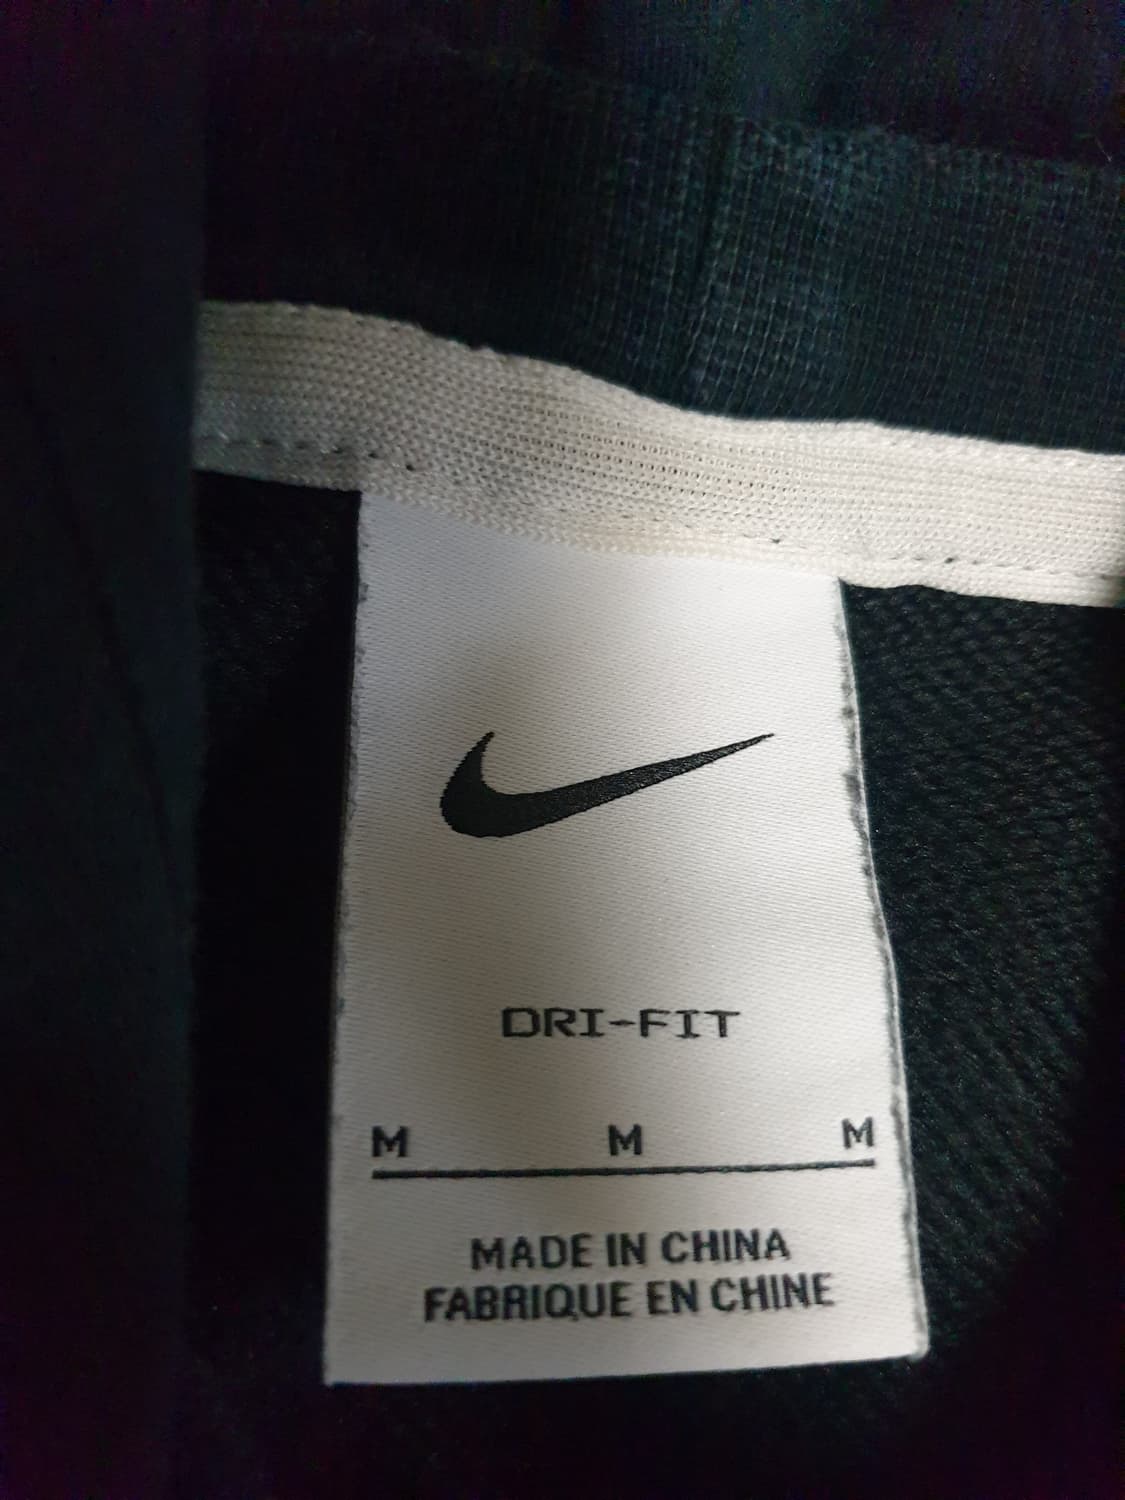 DRI-FIT
M M M
MADE IN CHINA
FABRIQUE EN CHINE